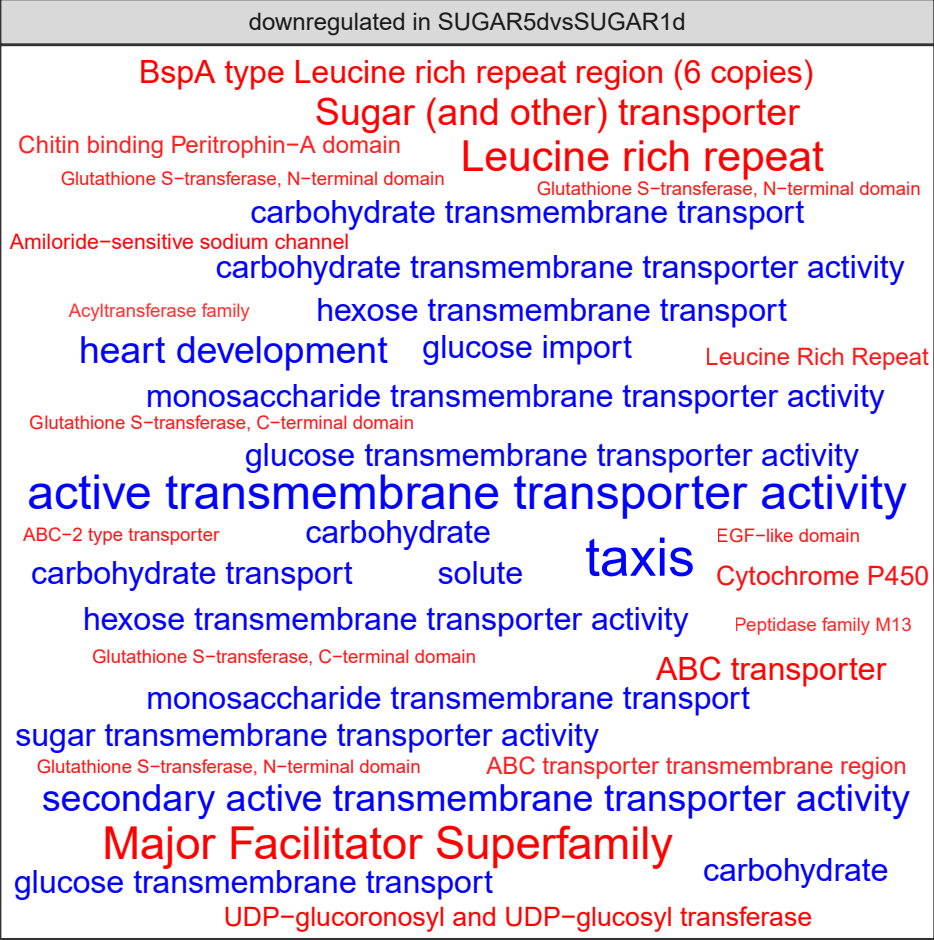 downregulated in SUGAR5dvsSUGAR1d
BspA type Leucine rich repeat region (6 copies)
Sugar (and other) transporter
Chitin binding Peritrophin−A domain
Leucine rich repeat
Glutathione S−transferase, N−terminal domain
Glutathione S−transferase, N−terminal domain
carbohydrate transmembrane transport
Amiloride−sensitive sodium channel
carbohydrate transmembrane transporter activity
Acyltransferase family
hexose transmembrane transport
heart development
glucose import
Leucine Rich Repeat
monosaccharide transmembrane transporter activity
Glutathione S−transferase, C−terminal domain
glucose transmembrane transporter activity
active transmembrane transporter activity
ABC−2 type transporter
carbohydrate
taxis
EGF−like domain
carbohydrate transport
solute
Cytochrome P450
hexose transmembrane transporter activity
Peptidase family M13
Glutathione S−transferase, C−terminal domain
ABC transporter
monosaccharide transmembrane transport
sugar transmembrane transporter activity
Glutathione S−transferase, N−terminal domain
ABC transporter transmembrane region
secondary active transmembrane transporter activity
Major Facilitator Superfamily
carbohydrate
glucose transmembrane transport
UDP−glucoronosyl and UDP−glucosyl transferase